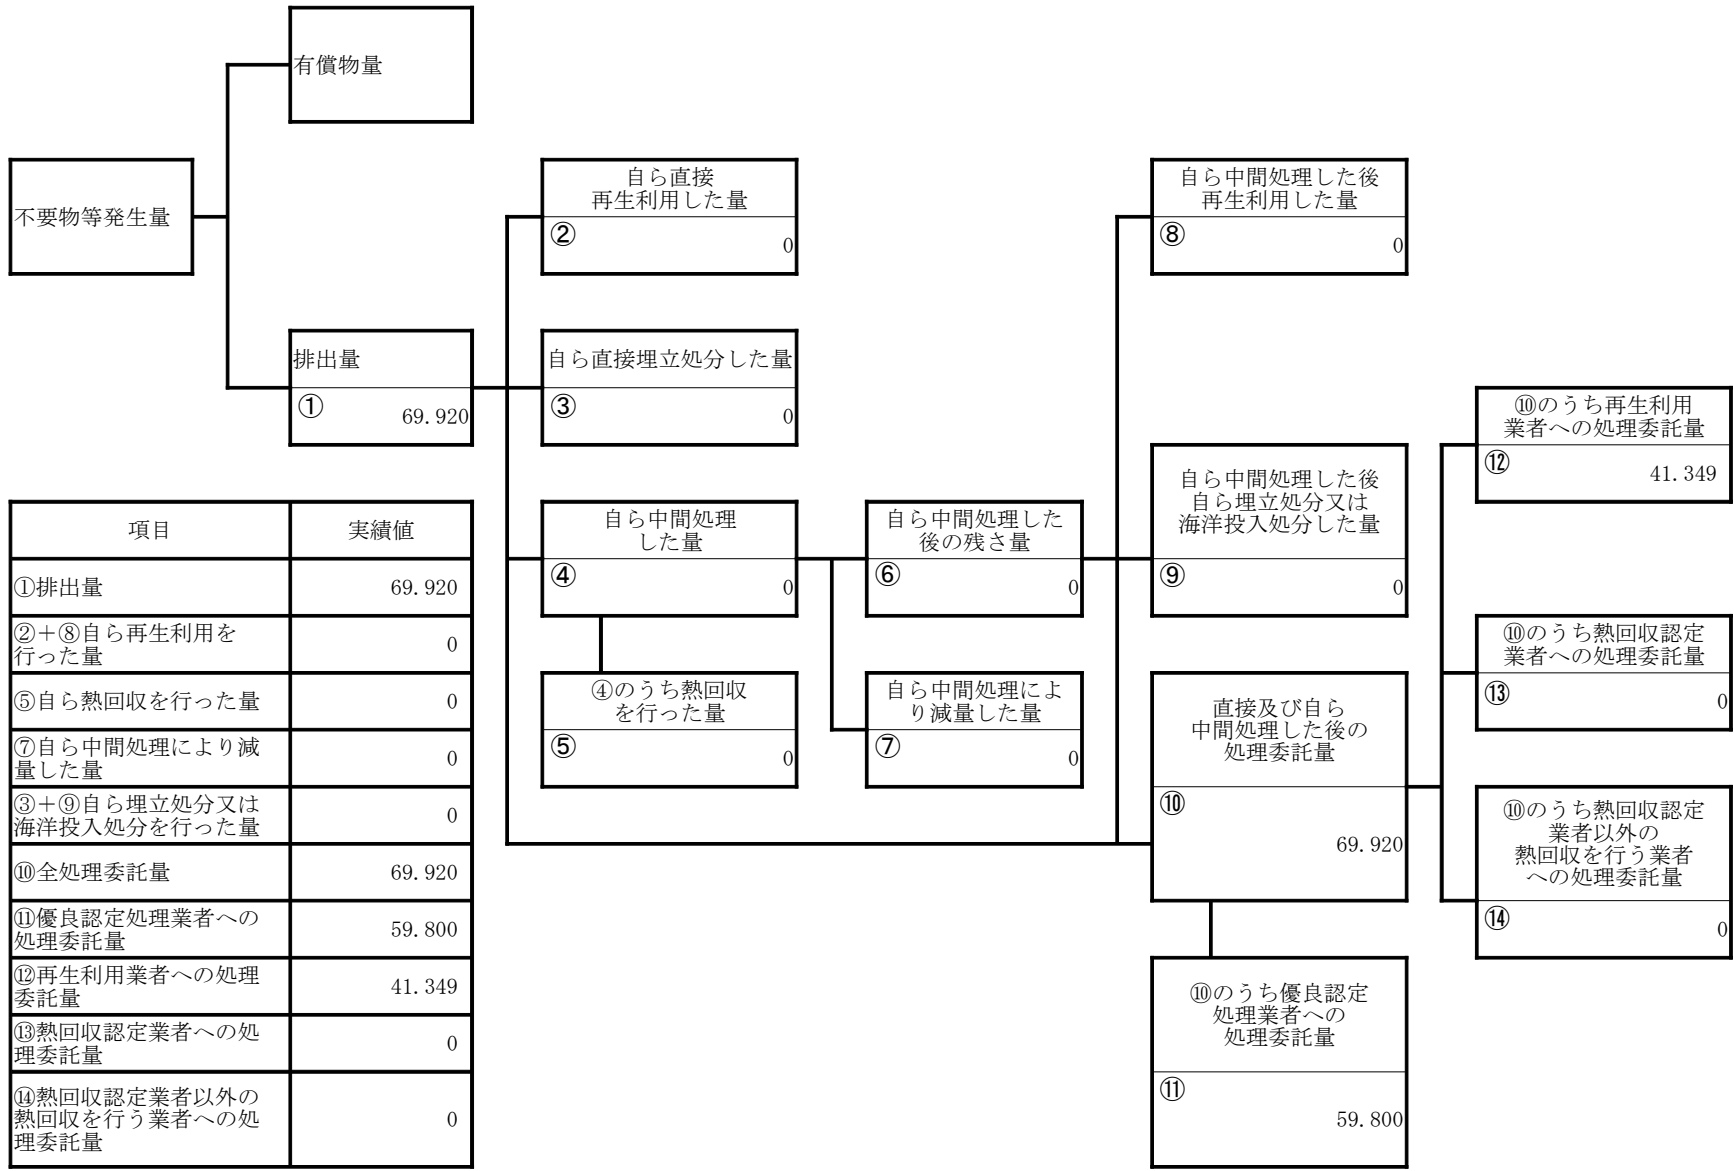 有償物量
不要物等発生量
排出量
①
69.920
自ら直接
再生利用した量
②
0
自ら直接埋立処分した量
③
0
自ら中間処理
した量
④
0
④のうち熱回収
を行った量
⑤
0
自ら中間処理した
後の残さ量
⑥
0
自ら中間処理によ
り減量した量
⑦
0
自ら中間処理した後
再生利用した量
⑧
0
自ら中間処理した後
自ら埋立処分又は
海洋投入処分した量
⑨
0
直接及び自ら
中間処理した後の
処理委託量
⑩
69.920
⑩のうち優良認定
処理業者への
処理委託量
⑪
59.800
⑩のうち再生利用
業者への処理委託量
⑫
41.349
⑩のうち熱回収認定
業者への処理委託量
⑬
0
⑩のうち熱回収認定
業者以外の
熱回収を行う業者
への処理委託量
⑭
0
項目 実績値
①排出量 69.920
②＋⑧自ら再生利用を
行った量 0
⑤自ら熱回収を行った量 0
⑦自ら中間処理により減
量した量 0
③＋⑨自ら埋立処分又は
海洋投入処分を行った量 0
⑩全処理委託量 69.920
⑪優良認定処理業者への
処理委託量 59.800
⑫再生利用業者への処理
委託量 41.349
⑬熱回収認定業者への処
理委託量 0
⑭熱回収認定業者以外の
熱回収を行う業者への処
理委託量 0